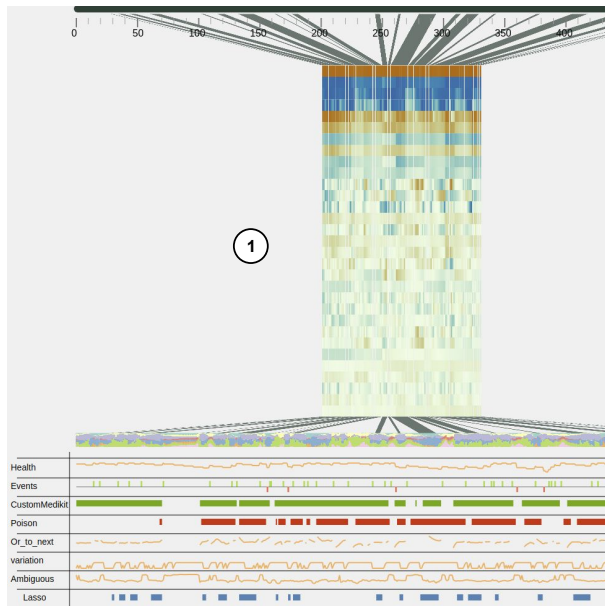 0 50 100 150 200 250 300 350 400
1
Health
Events
CustomMedikit
Poison
Or_to_next
variation
Ambiguous
Lasso